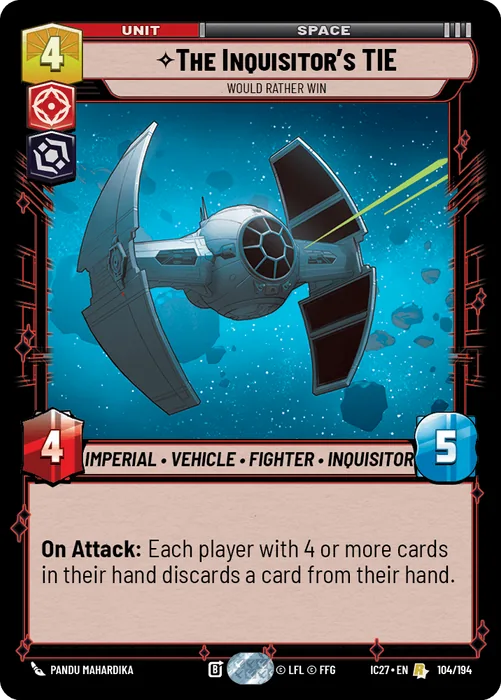 UNIT SPACE
4
✧THE INQUISITOR'S TIE
WOULD RATHER WIN
4
IMPERIAL • VEHICLE • FIGHTER • INQUISITOR
5
On Attack: Each player with 4 or more cards
in their hand discards a card from their hand.
PANDU MAHARDIKA B © LFL © FFG IC27 • EN R 104/194